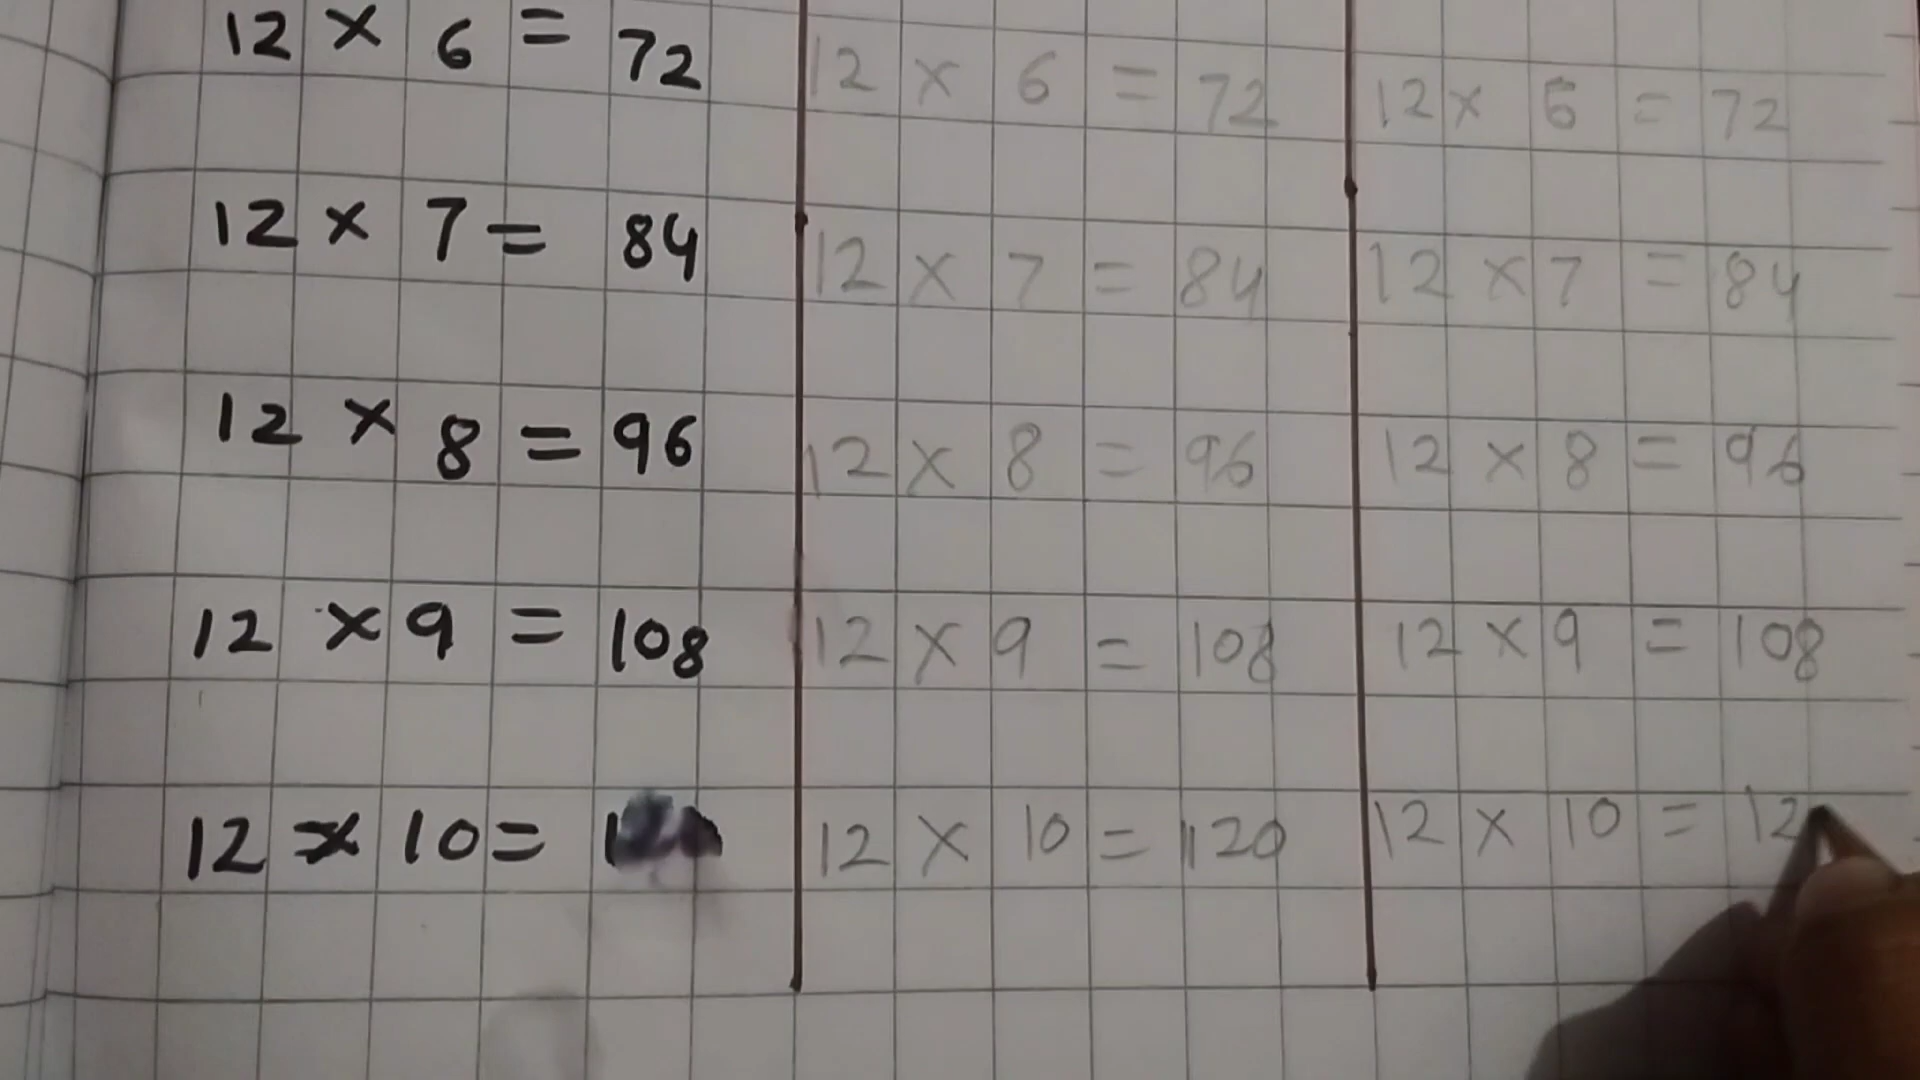 12 × 6 = 72 12 × 6 = 72 12 × 6 = 72
12 × 7 = 84 12 × 7 = 84 12 × 7 = 84
12 × 8 = 96 12 × 8 = 96 12 × 8 = 96
12 × 9 = 108 12 × 9 = 108 12 × 9 = 108
12 × 10 = 12 × 10 = 120 12 × 10 = 12